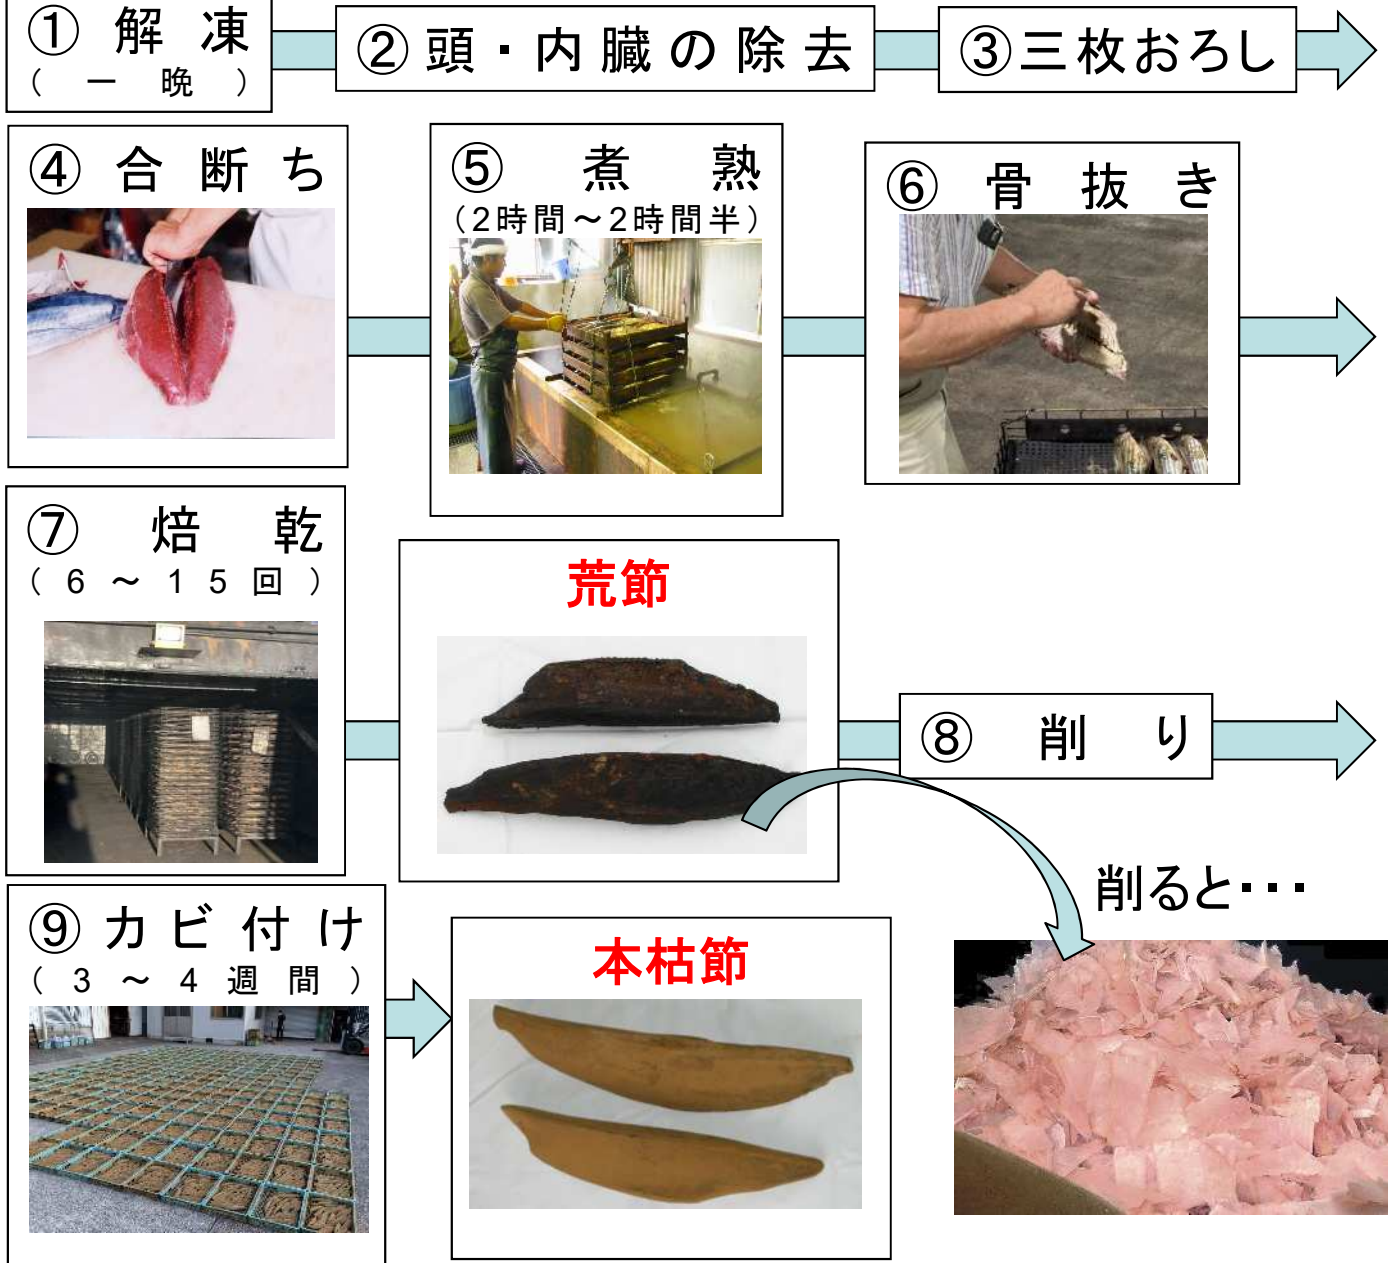 ①解凍
（一晩）
②頭・内臓の除去
③三枚おろし
④合断ち
⑤煮熟
（2時間～2時間半）
⑥骨抜き
⑦焙乾
（6～15回）
荒節
⑧削り
削ると･･･
⑨カビ付け
（3～4週間）
本枯節